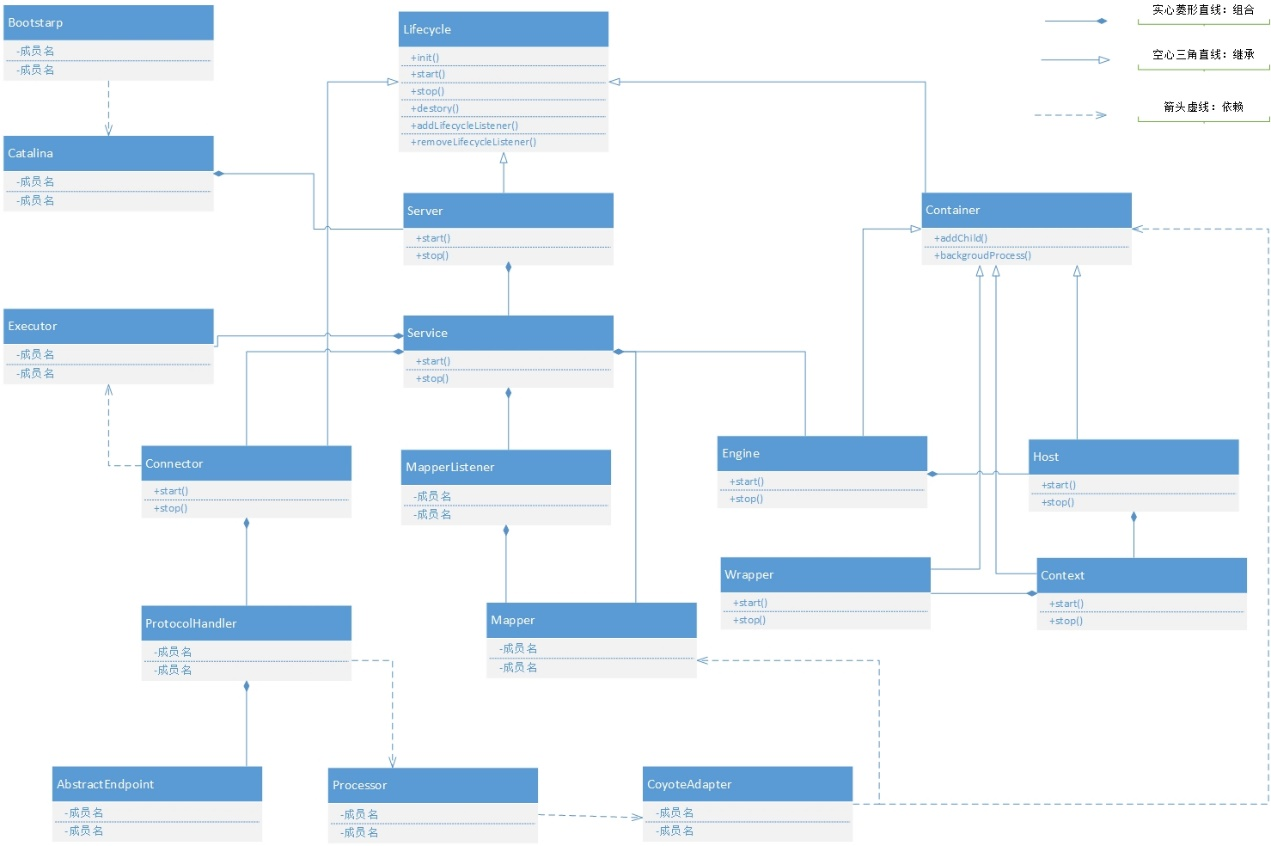 Bootstarp
-成员名
-成员名
Lifecycle
+init()
+start()
+stop()
+destory()
+addLifecycleListener()
+removeLifecycleListener()
实心菱形直线：组合
空心三角直线：继承
箭头虚线：依赖
Catalina
-成员名
-成员名
Server
+start()
+stop()
Container
+addChild()
+backgroudProcess()
Executor
-成员名
-成员名
Service
+start()
+stop()
Connector
+start()
+stop()
MapperListener
-成员名
-成员名
Engine
+start()
+stop()
Host
+start()
+stop()
Wrapper
+start()
+stop()
Context
+start()
+stop()
ProtocolHandler
-成员名
-成员名
Mapper
-成员名
-成员名
AbstractEndpoint
-成员名
-成员名
Processor
-成员名
-成员名
CoyoteAdapter
-成员名
-成员名